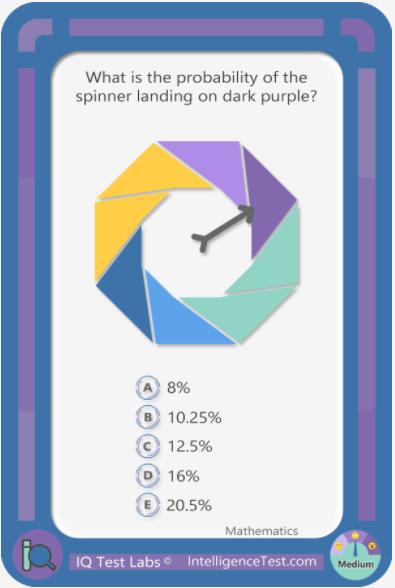 What is the probability of the
spinner landing on dark purple?
A 8%
B 10.25%
C 12.5%
D 16%
E 20.5%
Mathematics
IQ Test Labs © IntelligenceTest.com
Medium